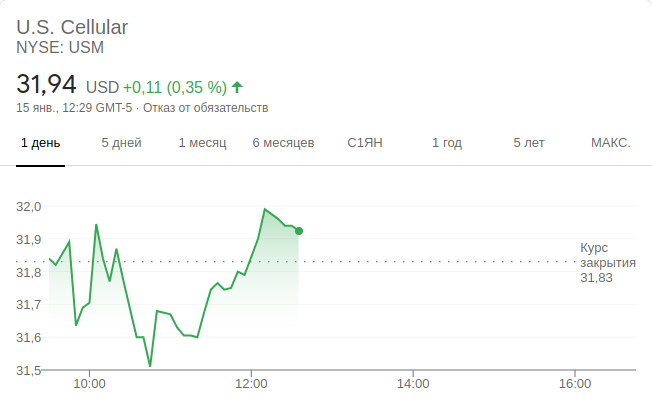 U.S. Cellular
NYSE: USM
31,94 USD +0,11 (0,35 %)
15 янв., 12:29 GMT-5 · Отказ от обязательств
1 день 5 дней 1 месяц 6 месяцев С1ЯН 1 год 5 лет МАКС.
32,0
31,9
31,8
31,7
31,6
31,5
Курс
закрытия
31,83
10:00 12:00 14:00 16:00